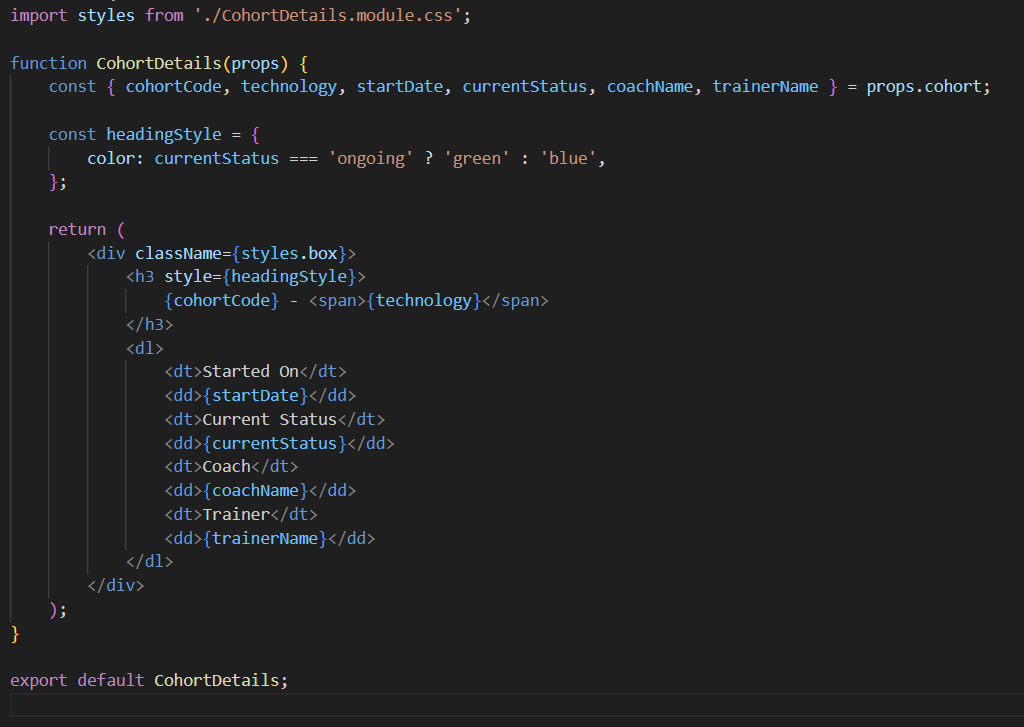 import styles from './CohortDetails.module.css';

function CohortDetails(props) {
    const { cohortCode, technology, startDate, currentStatus, coachName, trainerName } = props.cohort;

    const headingStyle = {
        color: currentStatus === 'ongoing' ? 'green' : 'blue',
    };

    return (
        <div className={styles.box}>
            <h3 style={headingStyle}>
                {cohortCode} - <span>{technology}</span>
            </h3>
            <dl>
                <dt>Started On</dt>
                <dd>{startDate}</dd>
                <dt>Current Status</dt>
                <dd>{currentStatus}</dd>
                <dt>Coach</dt>
                <dd>{coachName}</dd>
                <dt>Trainer</dt>
                <dd>{trainerName}</dd>
            </dl>
        </div>
    );
}

export default CohortDetails;